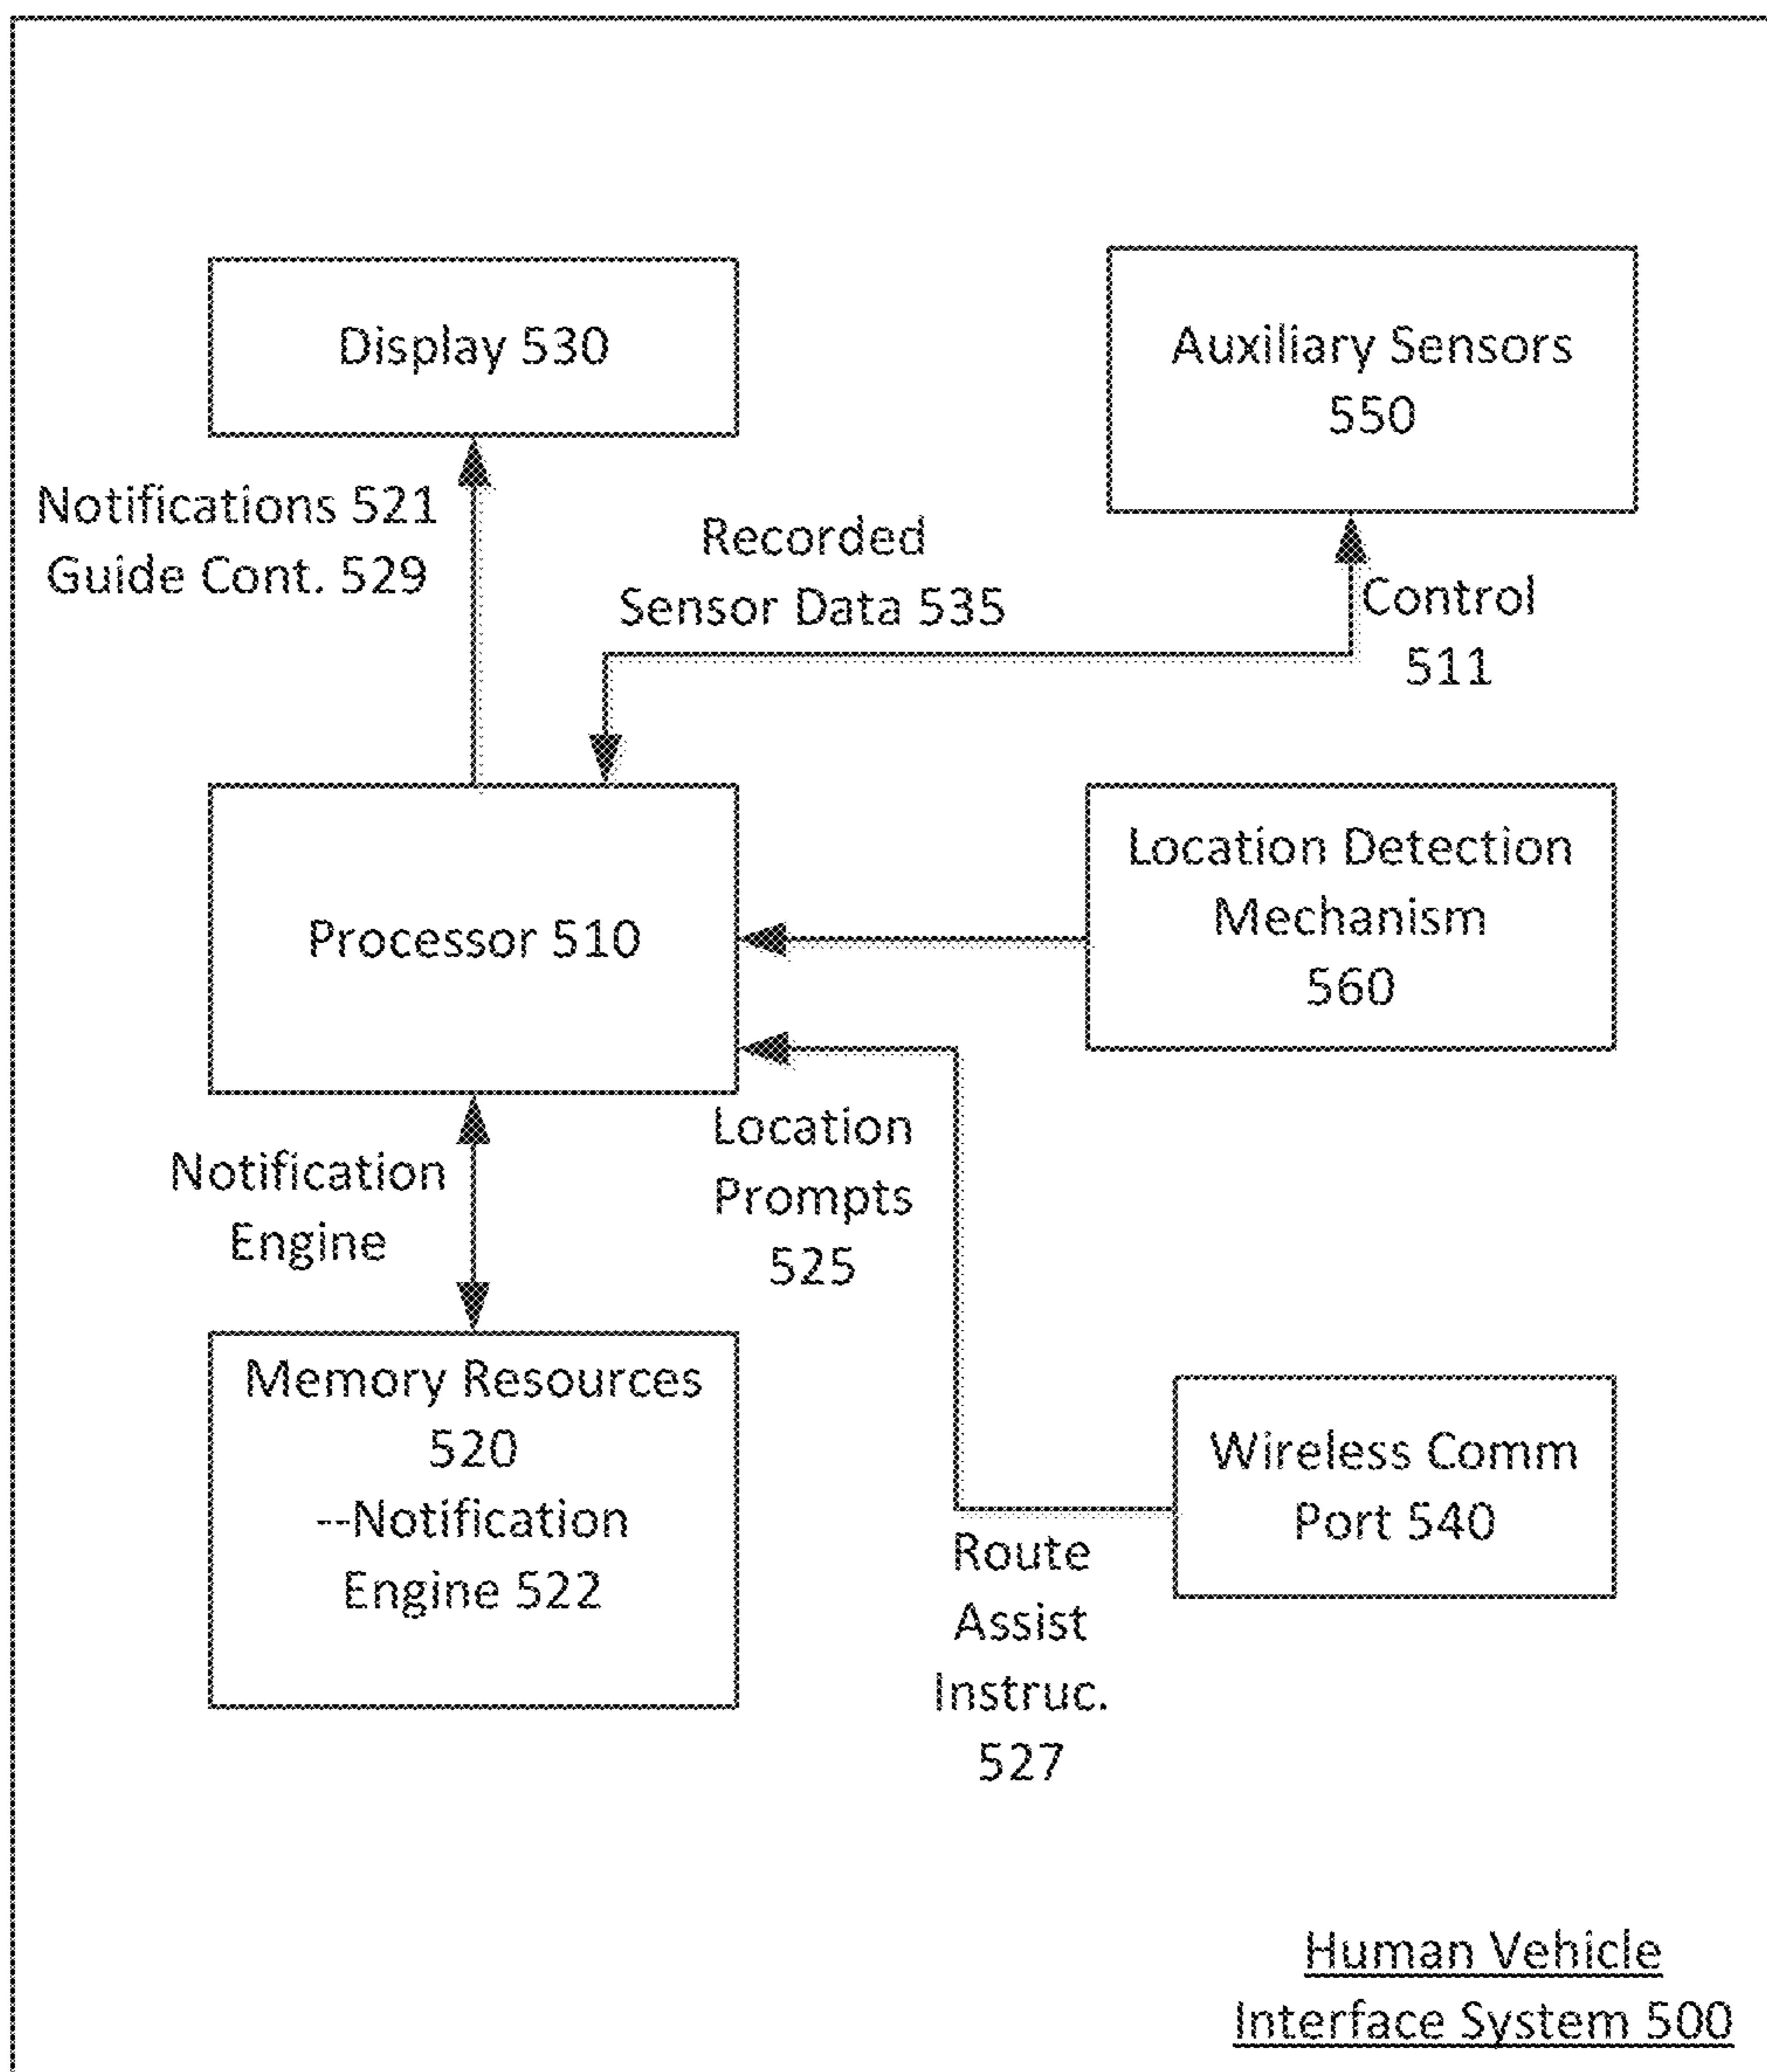 Display 530
Auxiliary Sensors
550
Notifications 521
Guide Cont. 529
Recorded
Sensor Data 535
Control
511
Processor 510
Location Detection
Mechanism
560
Notification
Engine
Location
Prompts
525
Memory Resources
520
--Notification
Engine 522
Wireless Comm
Port 540
Route
Assist
Instruc.
527
Human Vehicle
Interface System 500